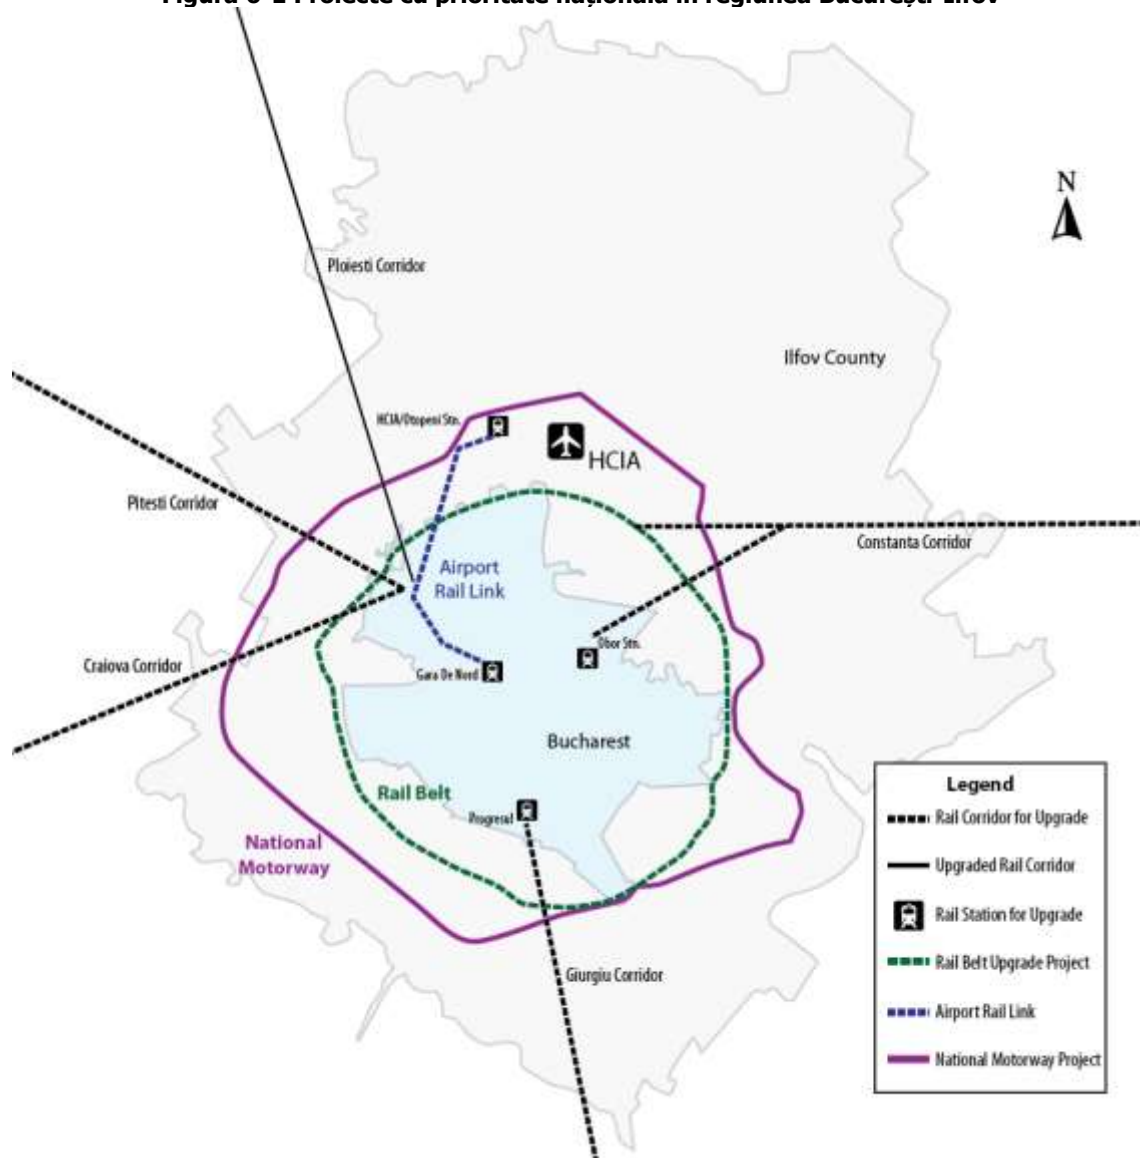 Figura 6-2 Proiecte cu prioritate națională în regiunea București-Ilfov
N
Ploiesti Corridor
Ilfov County
HCIA/Otopeni Stn.
HCIA
Pitesti Corridor
Constanta Corridor
Airport
Rail Link
Obor Stn.
Craiova Corridor
Gara De Nord
Bucharest
Rail Belt
Progresul
National
Motorway
Giurgiu Corridor
Legend
Rail Corridor for Upgrade
Upgraded Rail Corridor
Rail Station for Upgrade
Rail Belt Upgrade Project
Airport Rail Link
National Motorway Project